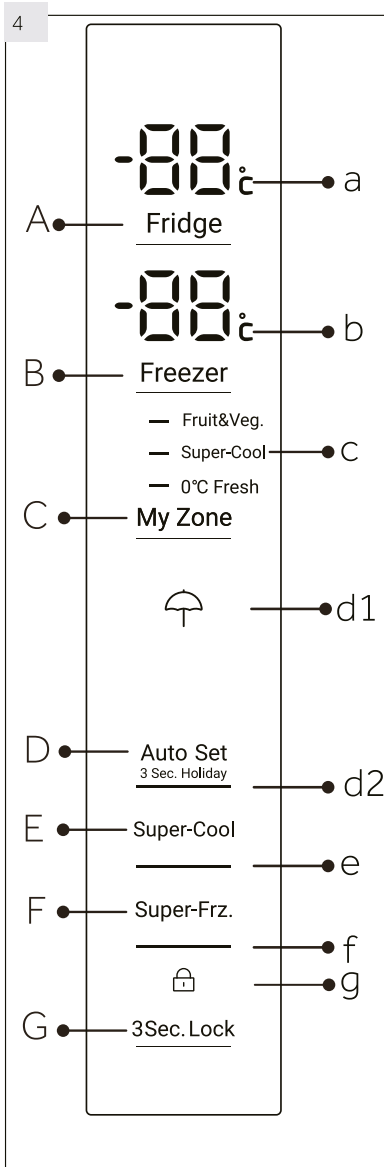 4
-88°C
a
A
Fridge
-88°C
b
B
Freezer
Fruit&Veg.
Super-Cool
c
0°C Fresh
C
My Zone
d1
D
Auto Set
3 Sec. Holiday
d2
E
Super-Cool
e
F
Super-Frz.
f
g
G
3Sec. Lock